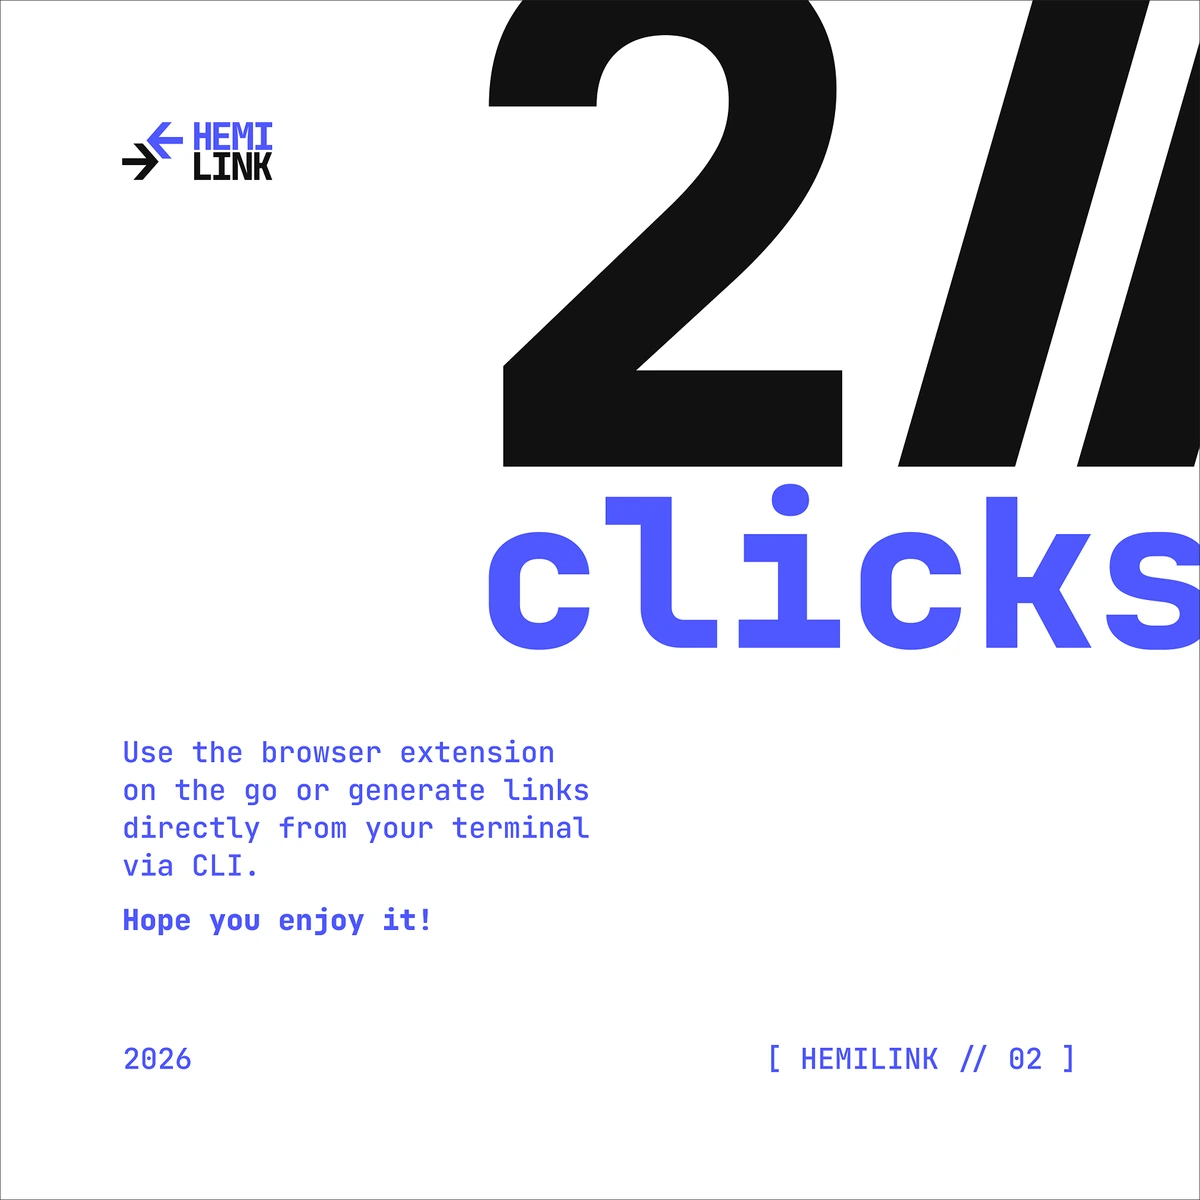 HEMI
LINK
2//
clicks
Use the browser extension
on the go or generate links
directly from your terminal
via CLI.
Hope you enjoy it!
2026
[ HEMILINK // 02 ]